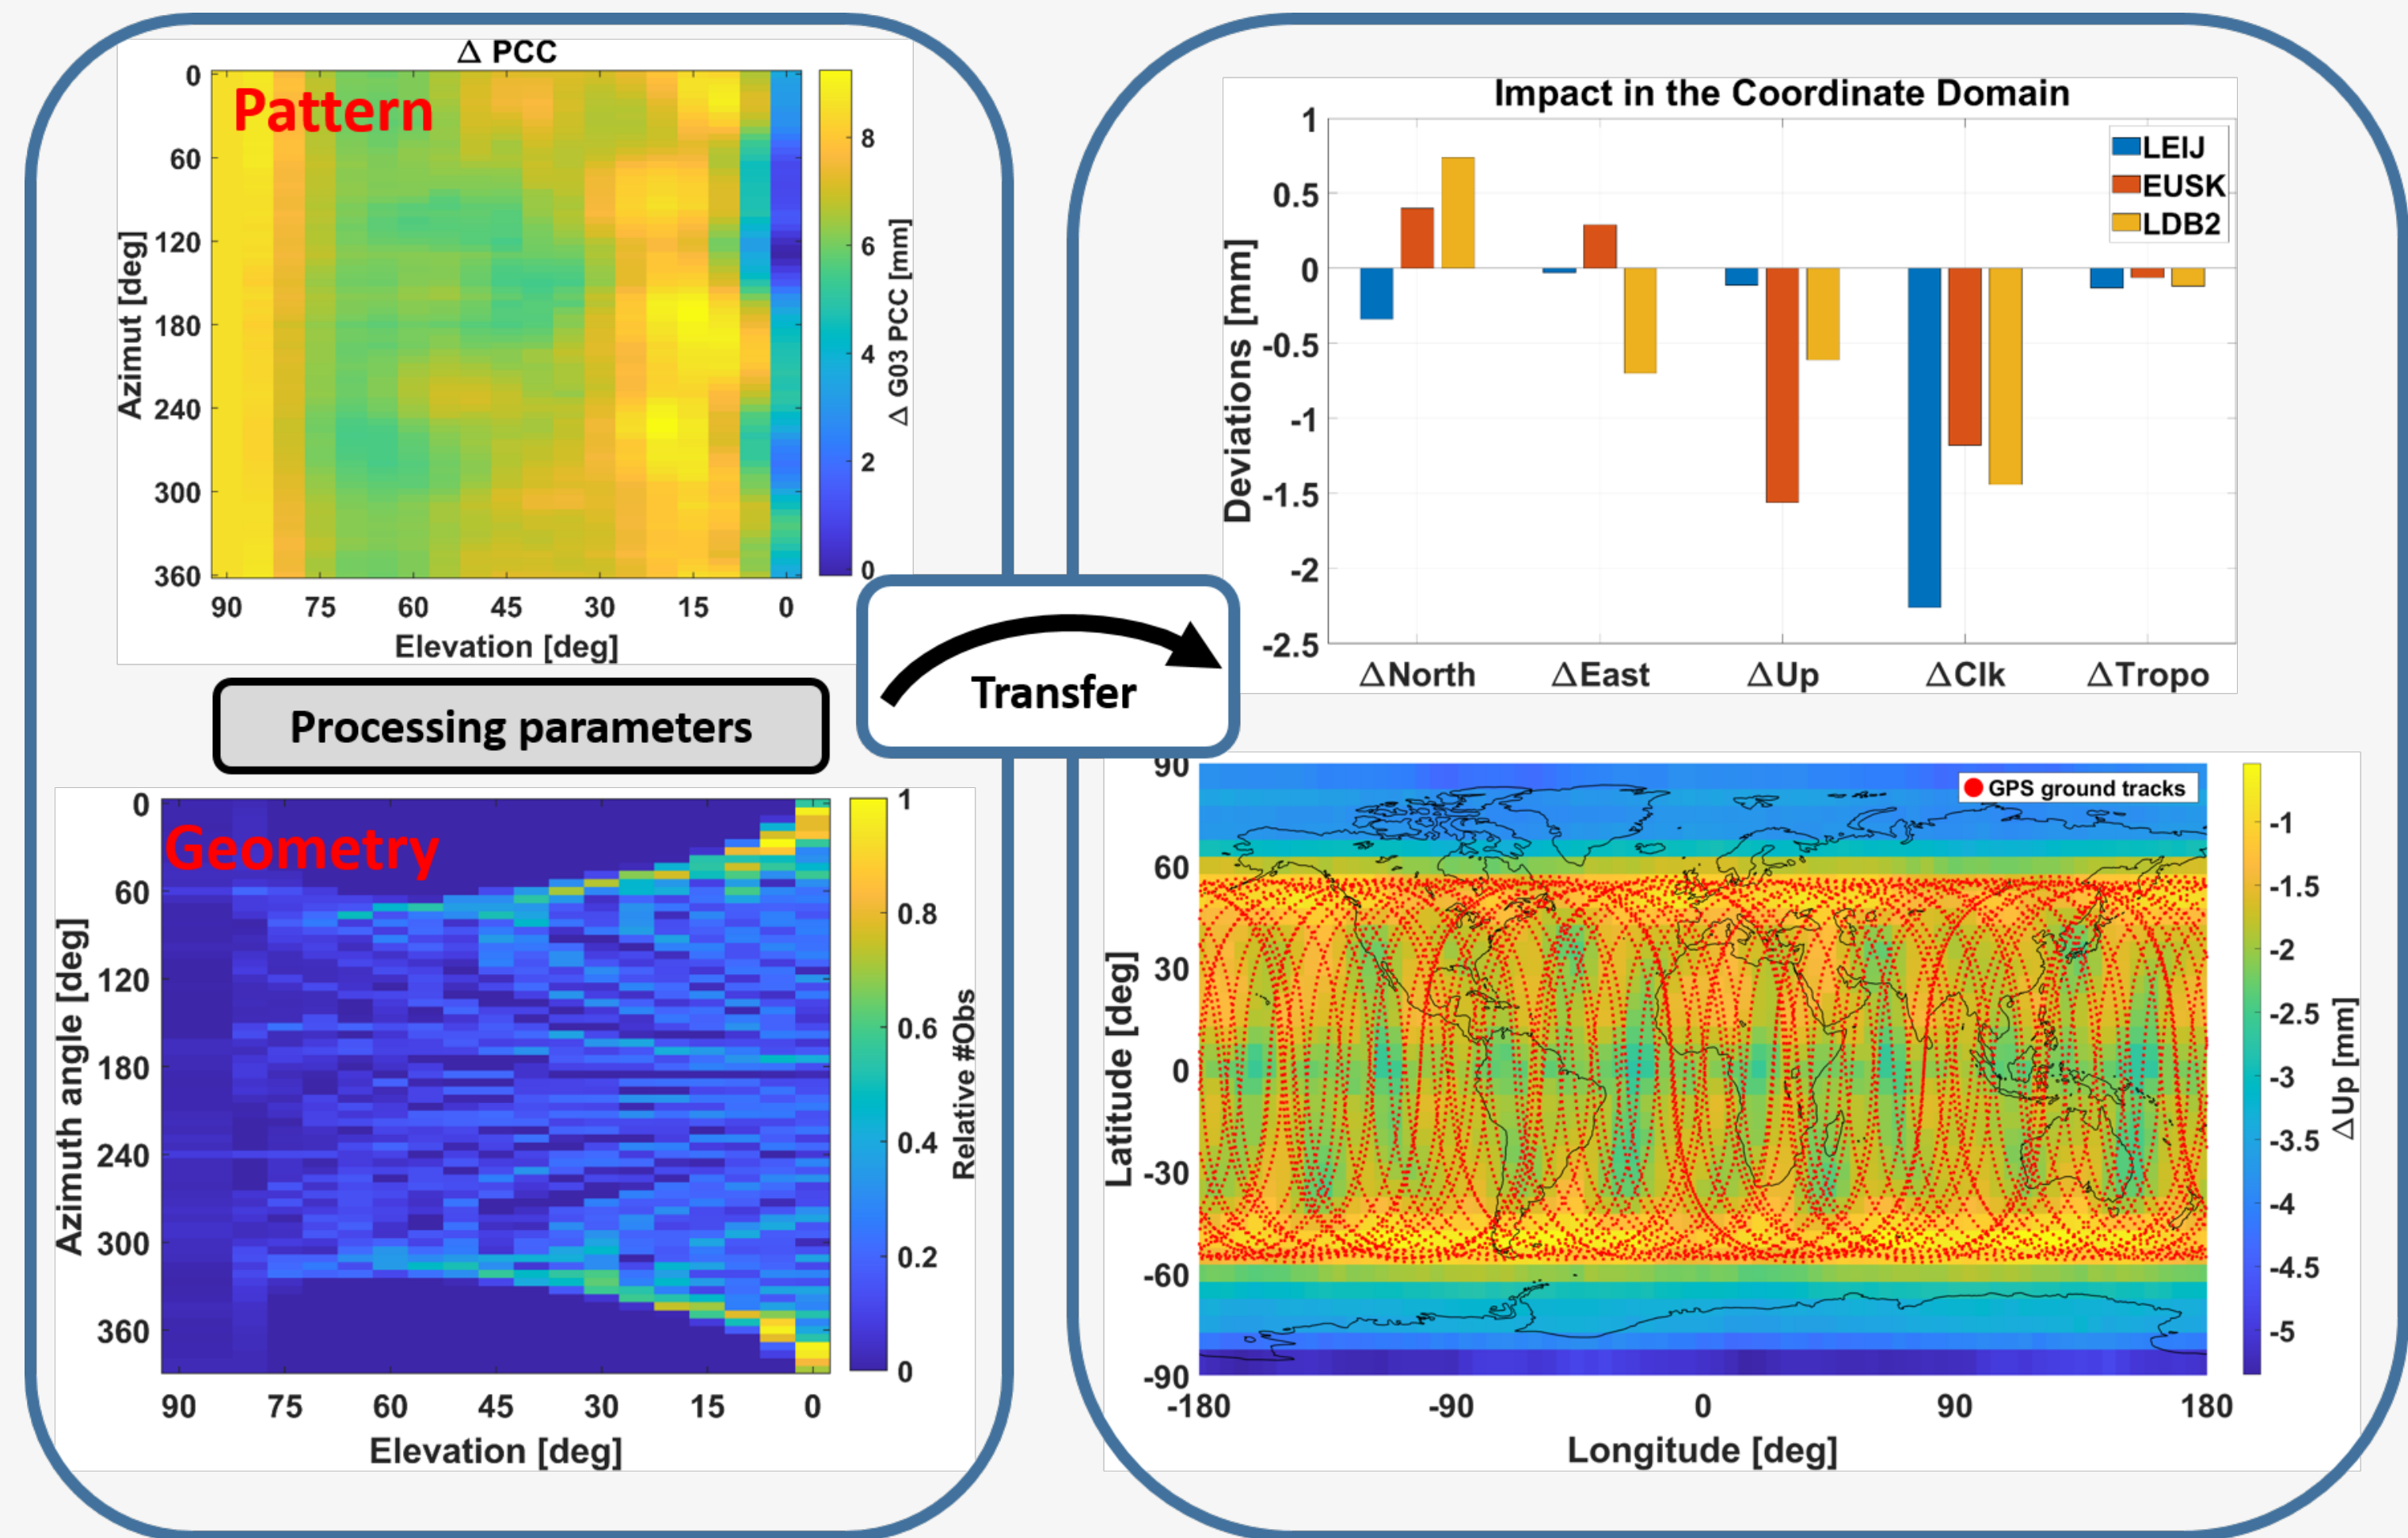 Δ PCC
Pattern
0
60
120
180
240
300
360
Azimut [deg]
90 75 60 45 30 15 0
Elevation [deg]
8
6
4
2
0
Δ G03 PCC [mm]
Processing parameters
Geometry
0
60
120
180
240
300
360
Azimuth angle [deg]
90 75 60 45 30 15 0
Elevation [deg]
1
0.8
0.6
0.4
0.2
0
Relative #Obs
Transfer
Impact in the Coordinate Domain
1
0.5
0
-0.5
-1
-1.5
-2
-2.5
Deviations [mm]
LEIJ
EUSK
LDB2
ΔNorth ΔEast ΔUp ΔClk ΔTropo
GPS ground tracks
90
60
30
0
-30
-60
-90
Latitude [deg]
-180 -90 0 90 180
Longitude [deg]
-1
-1.5
-2
-2.5
-3
-3.5
-4
-4.5
-5
ΔUp [mm]